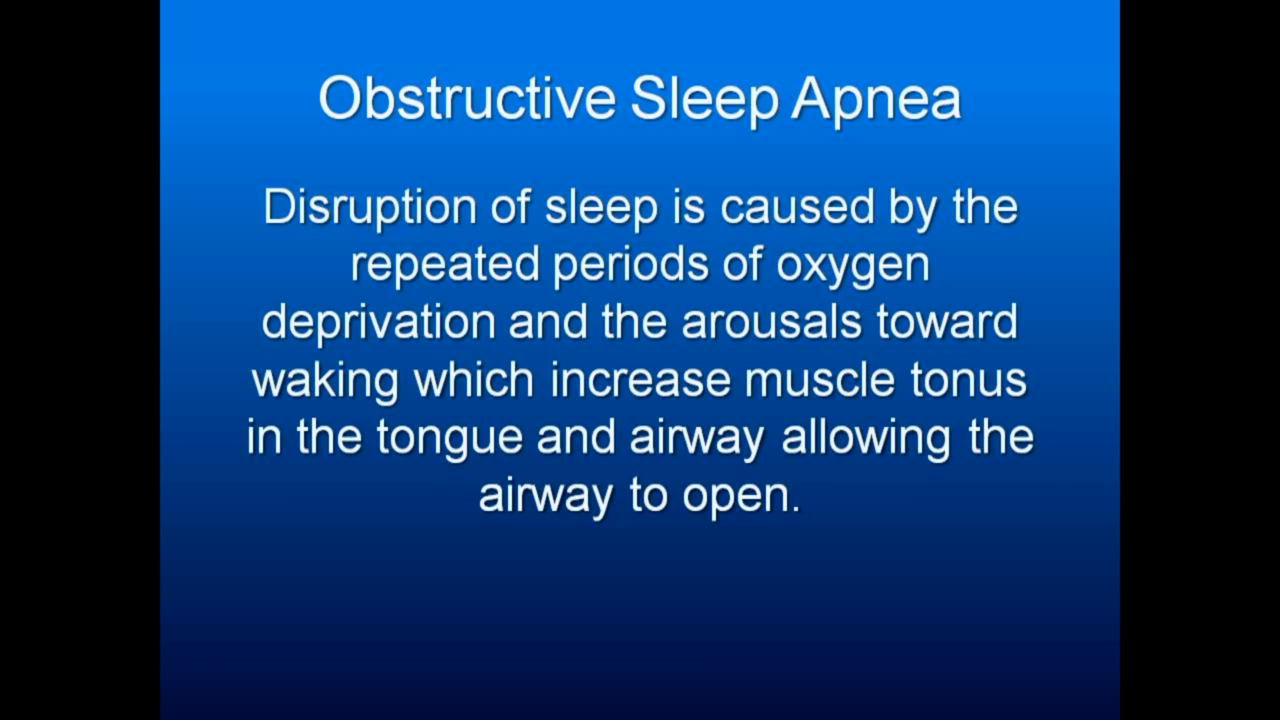 Obstructive Sleep Apnea
Disruption of sleep is caused by the
repeated periods of oxygen
deprivation and the arousals toward
waking which increase muscle tonus
in the tongue and airway allowing the
airway to open.